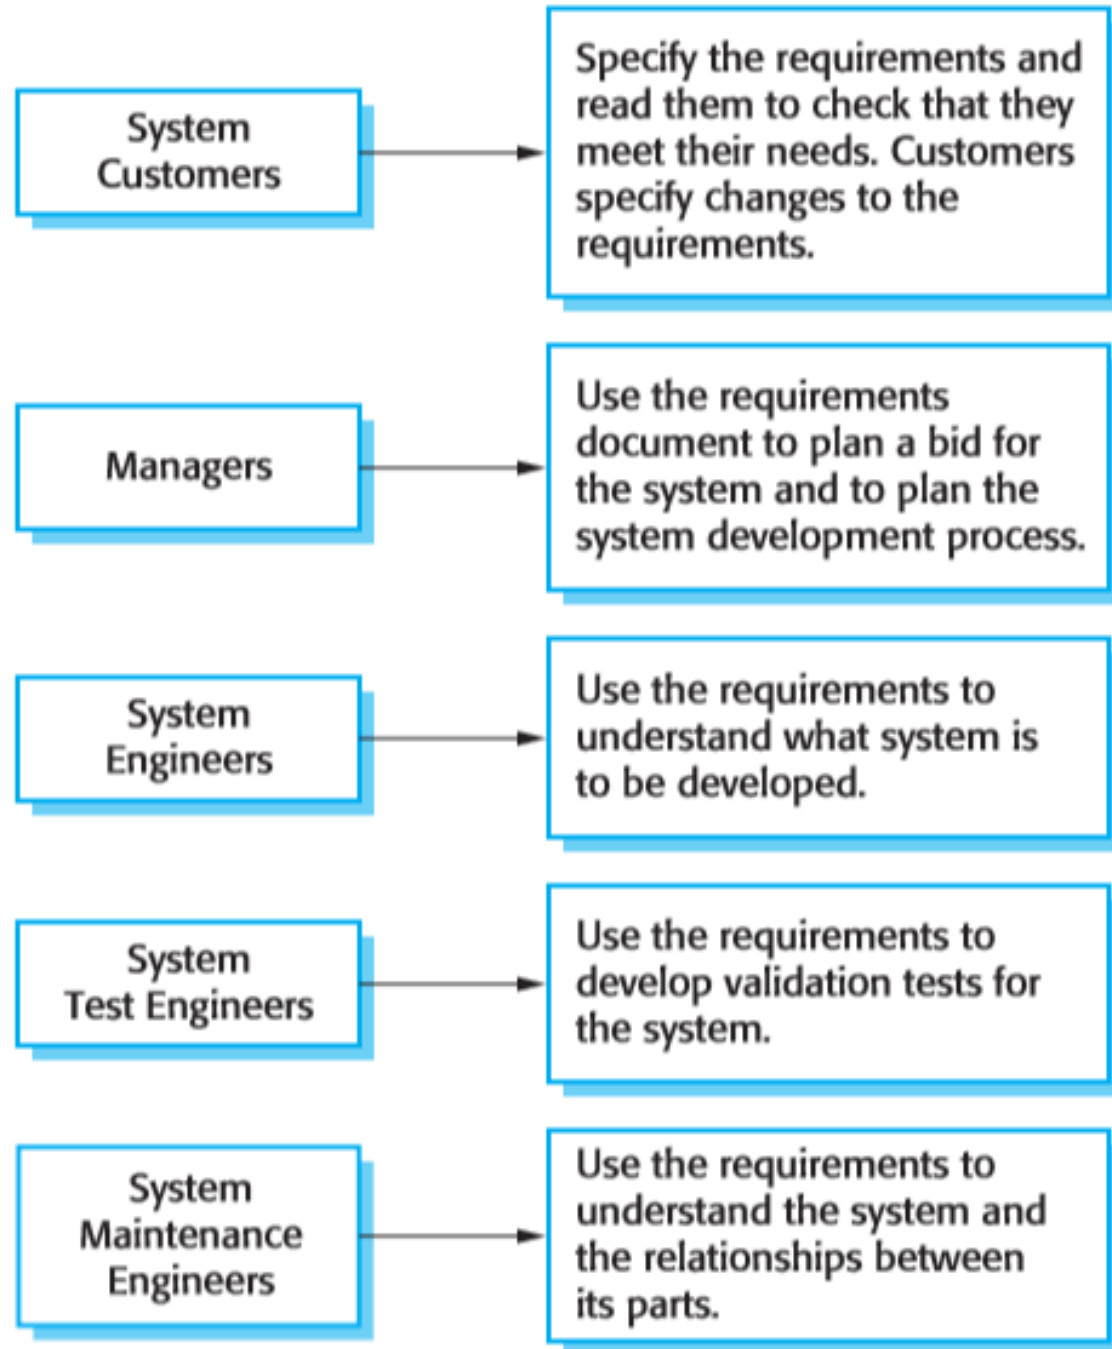 System
Customers
Specify the requirements and
read them to check that they
meet their needs. Customers
specify changes to the
requirements.
Managers
Use the requirements
document to plan a bid for
the system and to plan the
system development process.
System
Engineers
Use the requirements to
understand what system is
to be developed.
System
Test Engineers
Use the requirements to
develop validation tests for
the system.
System
Maintenance
Engineers
Use the requirements to
understand the system and
the relationships between
its parts.